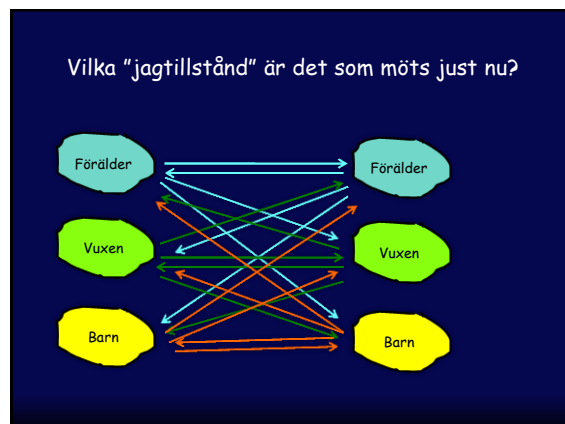 Vilka ”jagtillstånd” är det som möts just nu?
Förälder
Förälder
Vuxen
Vuxen
Barn
Barn